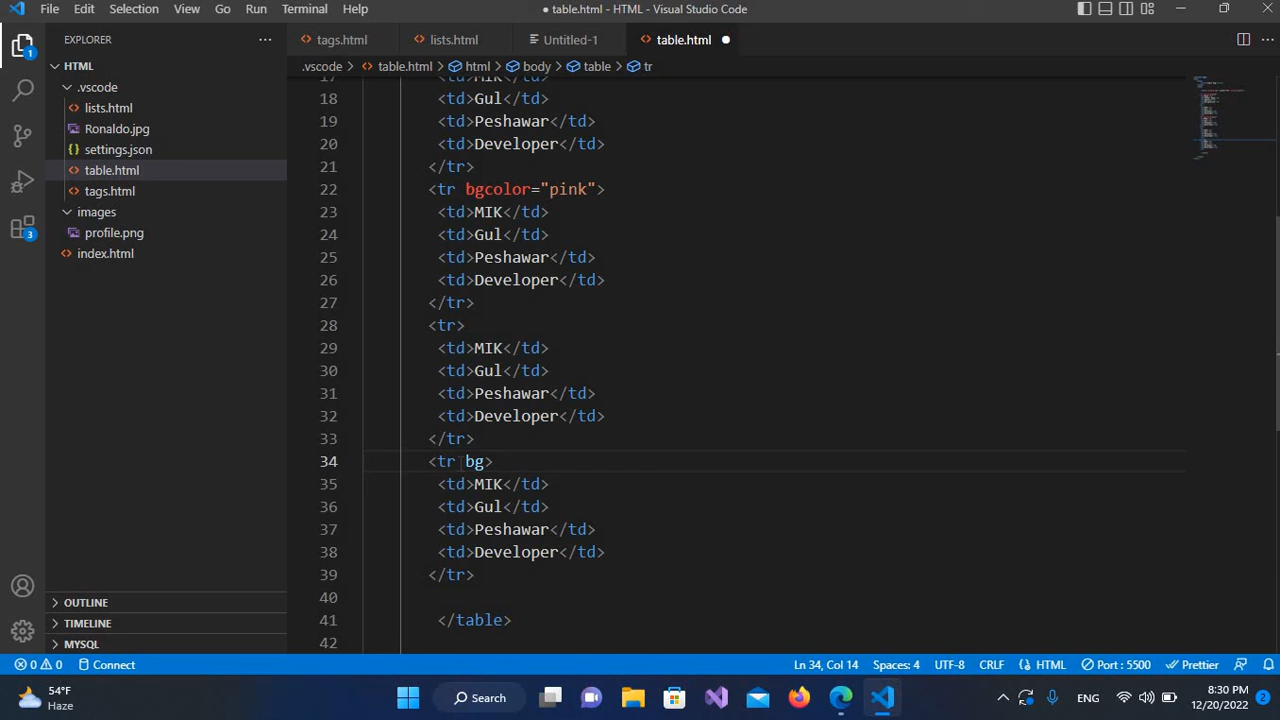 File Edit Selection View Go Run Terminal Help
● table.html - Visual Studio Code
EXPLORER
tags.html
lists.html
Untitled-1
table.html
HTML
.vscode
lists.html
Ronaldo.jpg
settings.json
table.html
tags.html
images
profile.png
index.html
OUTLINE
TIMELINE
MYSQL
1
3
.vscode > table.html > html > body > table > tr
17 <td>MIK</td>
18 <td>Gul</td>
19 <td>Peshawar</td>
20 <td>Developer</td>
21 </tr>
22 <tr bgcolor="pink">
23 <td>MIK</td>
24 <td>Gul</td>
25 <td>Peshawar</td>
26 <td>Developer</td>
27 </tr>
28 <tr>
29 <td>MIK</td>
30 <td>Gul</td>
31 <td>Peshawar</td>
32 <td>Developer</td>
33 </tr>
34 <tr bg>
35 <td>MIK</td>
36 <td>Gul</td>
37 <td>Peshawar</td>
38 <td>Developer</td>
39 </tr>
40
41 </table>
42
0 0 Connect Ln 34, Col 14 Spaces: 4 UTF-8 CRLF {} HTML Port : 5500 Prettier
54°F
Haze
Search
ENG
8:30 PM
12/20/2022
2